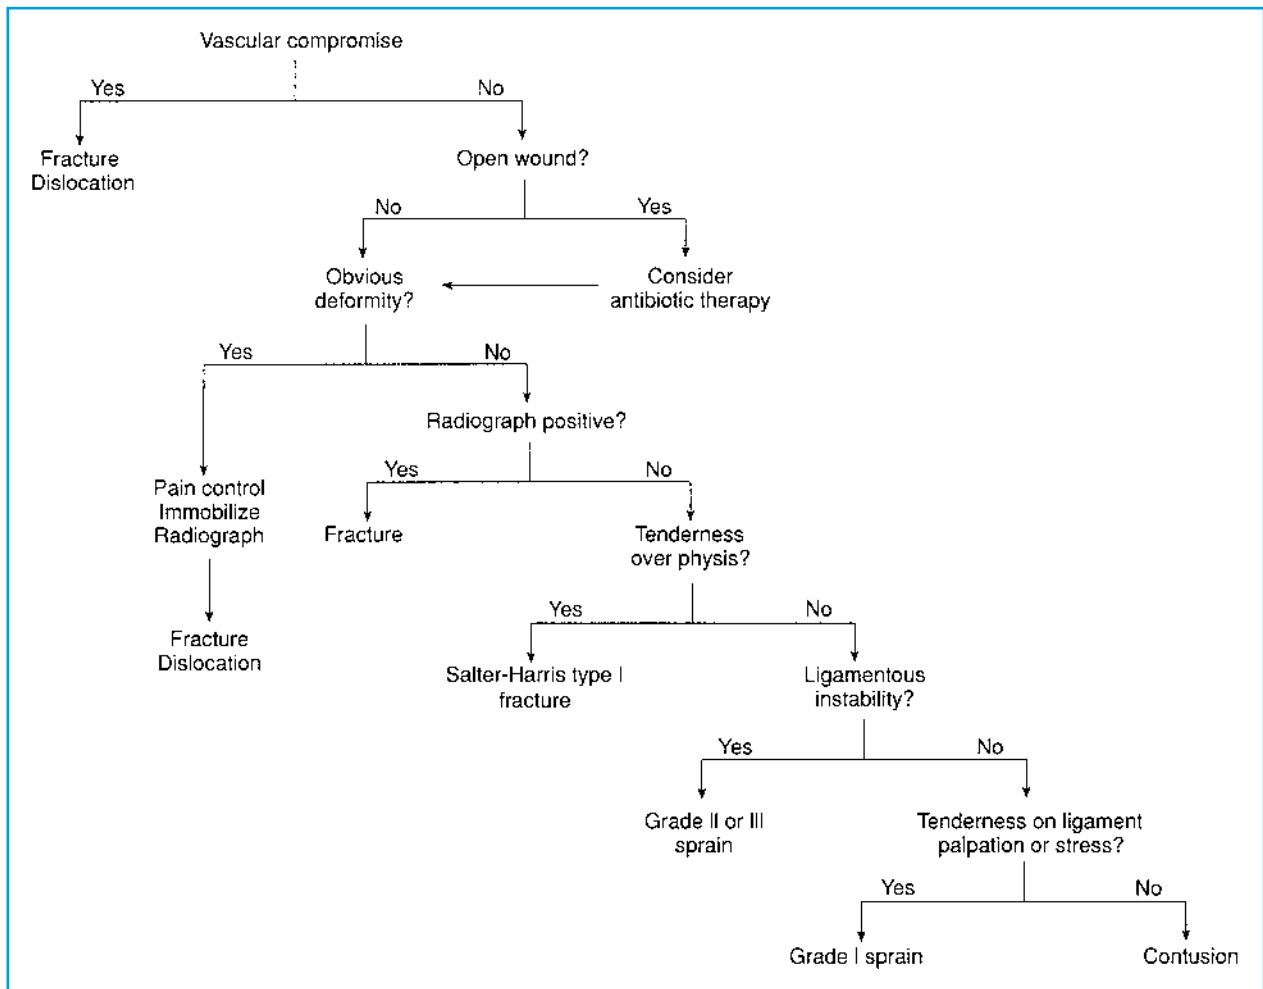 Vascular compromise
Yes
No
Fracture
Dislocation
Open wound?
No
Yes
Obvious
deformity?
Consider
antibiotic therapy
Yes
No
Radiograph positive?
Yes
No
Pain control
Immobilize
Radiograph
Fracture
Tenderness
over physis?
Fracture
Dislocation
Yes
No
Salter-Harris type I
fracture
Ligamentous
instability?
Yes
No
Grade II or III
sprain
Tenderness on ligament
palpation or stress?
Yes
No
Grade I sprain
Contusion